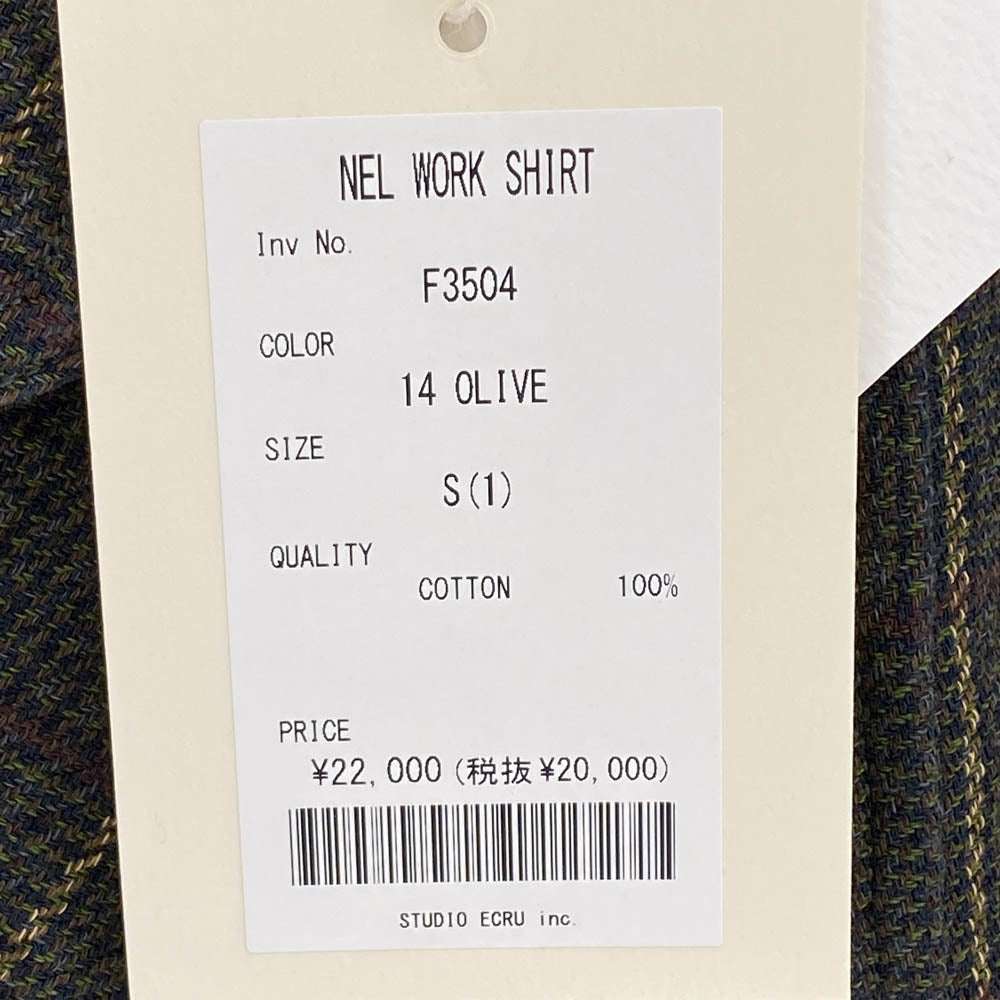 NEL WORK SHIRT
Inv No.
F3504
COLOR
14 OLIVE
SIZE
S(1)
QUALITY
COTTON 100%
PRICE
¥22,000(税抜¥20,000)
STUDIO ECRU inc.